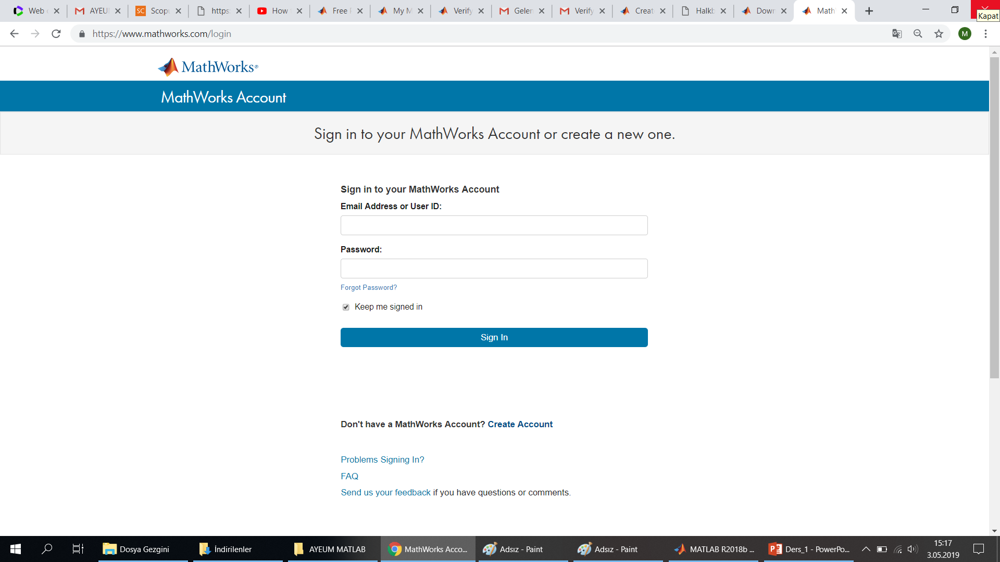 Web
AYEU
SC Scopu
https:
How
Free
My M
Verify
Gelen
Verify
Creat
Halkb
Down
Math
Kapat
https://www.mathworks.com/login
M
MathWorks®
MathWorks Account
Sign in to your MathWorks Account or create a new one.
Sign in to your MathWorks Account
Email Address or User ID:
Password:
Forgot Password?
Keep me signed in
Sign In
Don't have a MathWorks Account? Create Account
Problems Signing In?
FAQ
Send us your feedback if you have questions or comments.
Dosya Gezgini
İndirilenler
AYEUM MATLAB
MathWorks Acco...
Adsız - Paint
Adsız - Paint
MATLAB R2018b ...
Ders_1 - PowerPo...
15:17
3.05.2019